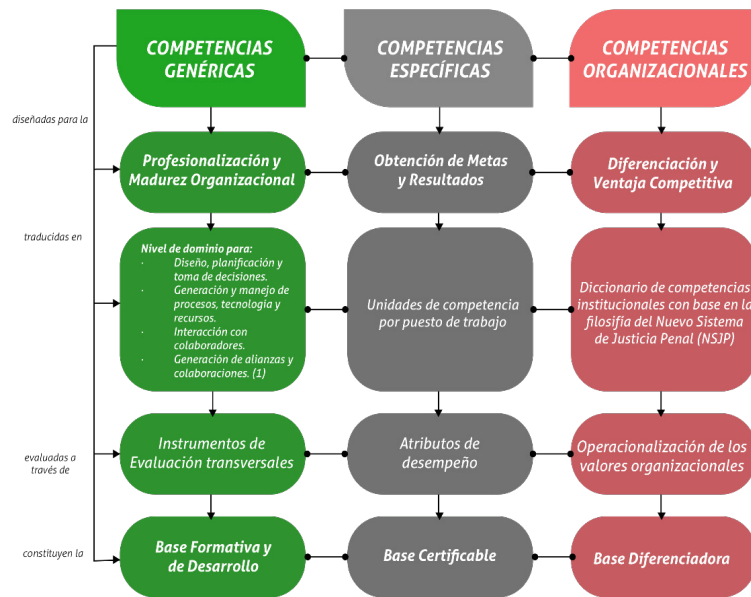 COMPETENCIAS
GENÉRICAS
COMPETENCIAS
ESPECÍFICAS
COMPETENCIAS
ORGANIZACIONALES
diseñadas para la
Profesionalización y
Madurez Organizacional
Obtención de Metas
y Resultados
Diferenciación y
Ventaja Competitiva
traducidas en
Nivel de dominio para:
· Diseño, planificación y
toma de decisiones.
· Generación y manejo de
procesos, tecnología y
recursos.
· Interacción con
colaboradores.
· Generación de alianzas y
colaboraciones. (1)
Unidades de competencia
por puesto de trabajo
Diccionario de competencias
institucionales con base en la
filosofía del Nuevo Sistema
de Justicia Penal (NSJP)
evaluadas a
través de
Instrumentos de
Evaluación transversales
Atributos de
desempeño
Operacionalización de los
valores organizacionales
constituyen la
Base Formativa y
de Desarrollo
Base Certificable
Base Diferenciadora